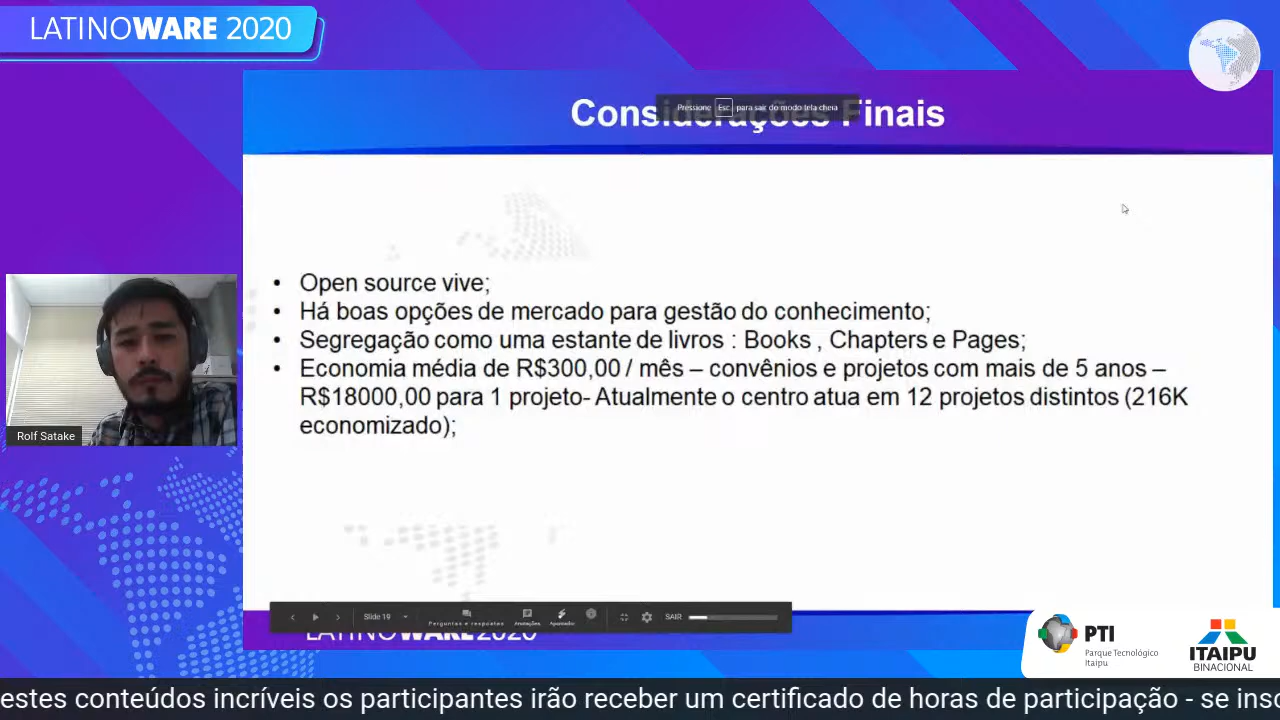 LATINOWARE 2020
Considerações Finais
Pressione Esc para sair do modo tela cheia
• Open source vive;
• Há boas opções de mercado para gestão do conhecimento;
• Segregação como uma estante de livros : Books , Chapters e Pages;
• Economia média de R$300,00 / mês – convênios e projetos com mais de 5 anos –
R$18000,00 para 1 projeto- Atualmente o centro atua em 12 projetos distintos (216K
economizado);
Rolf Satake
Slide 19
Perguntas e respostas
Anotações
Apontador
SAIR
LATINOWARE 2020
PTI
Parque Tecnológico
Itaipu
ITAIPU
BINACIONAL
estes conteúdos incríveis os participantes irão receber um certificado de horas de participação - se insc